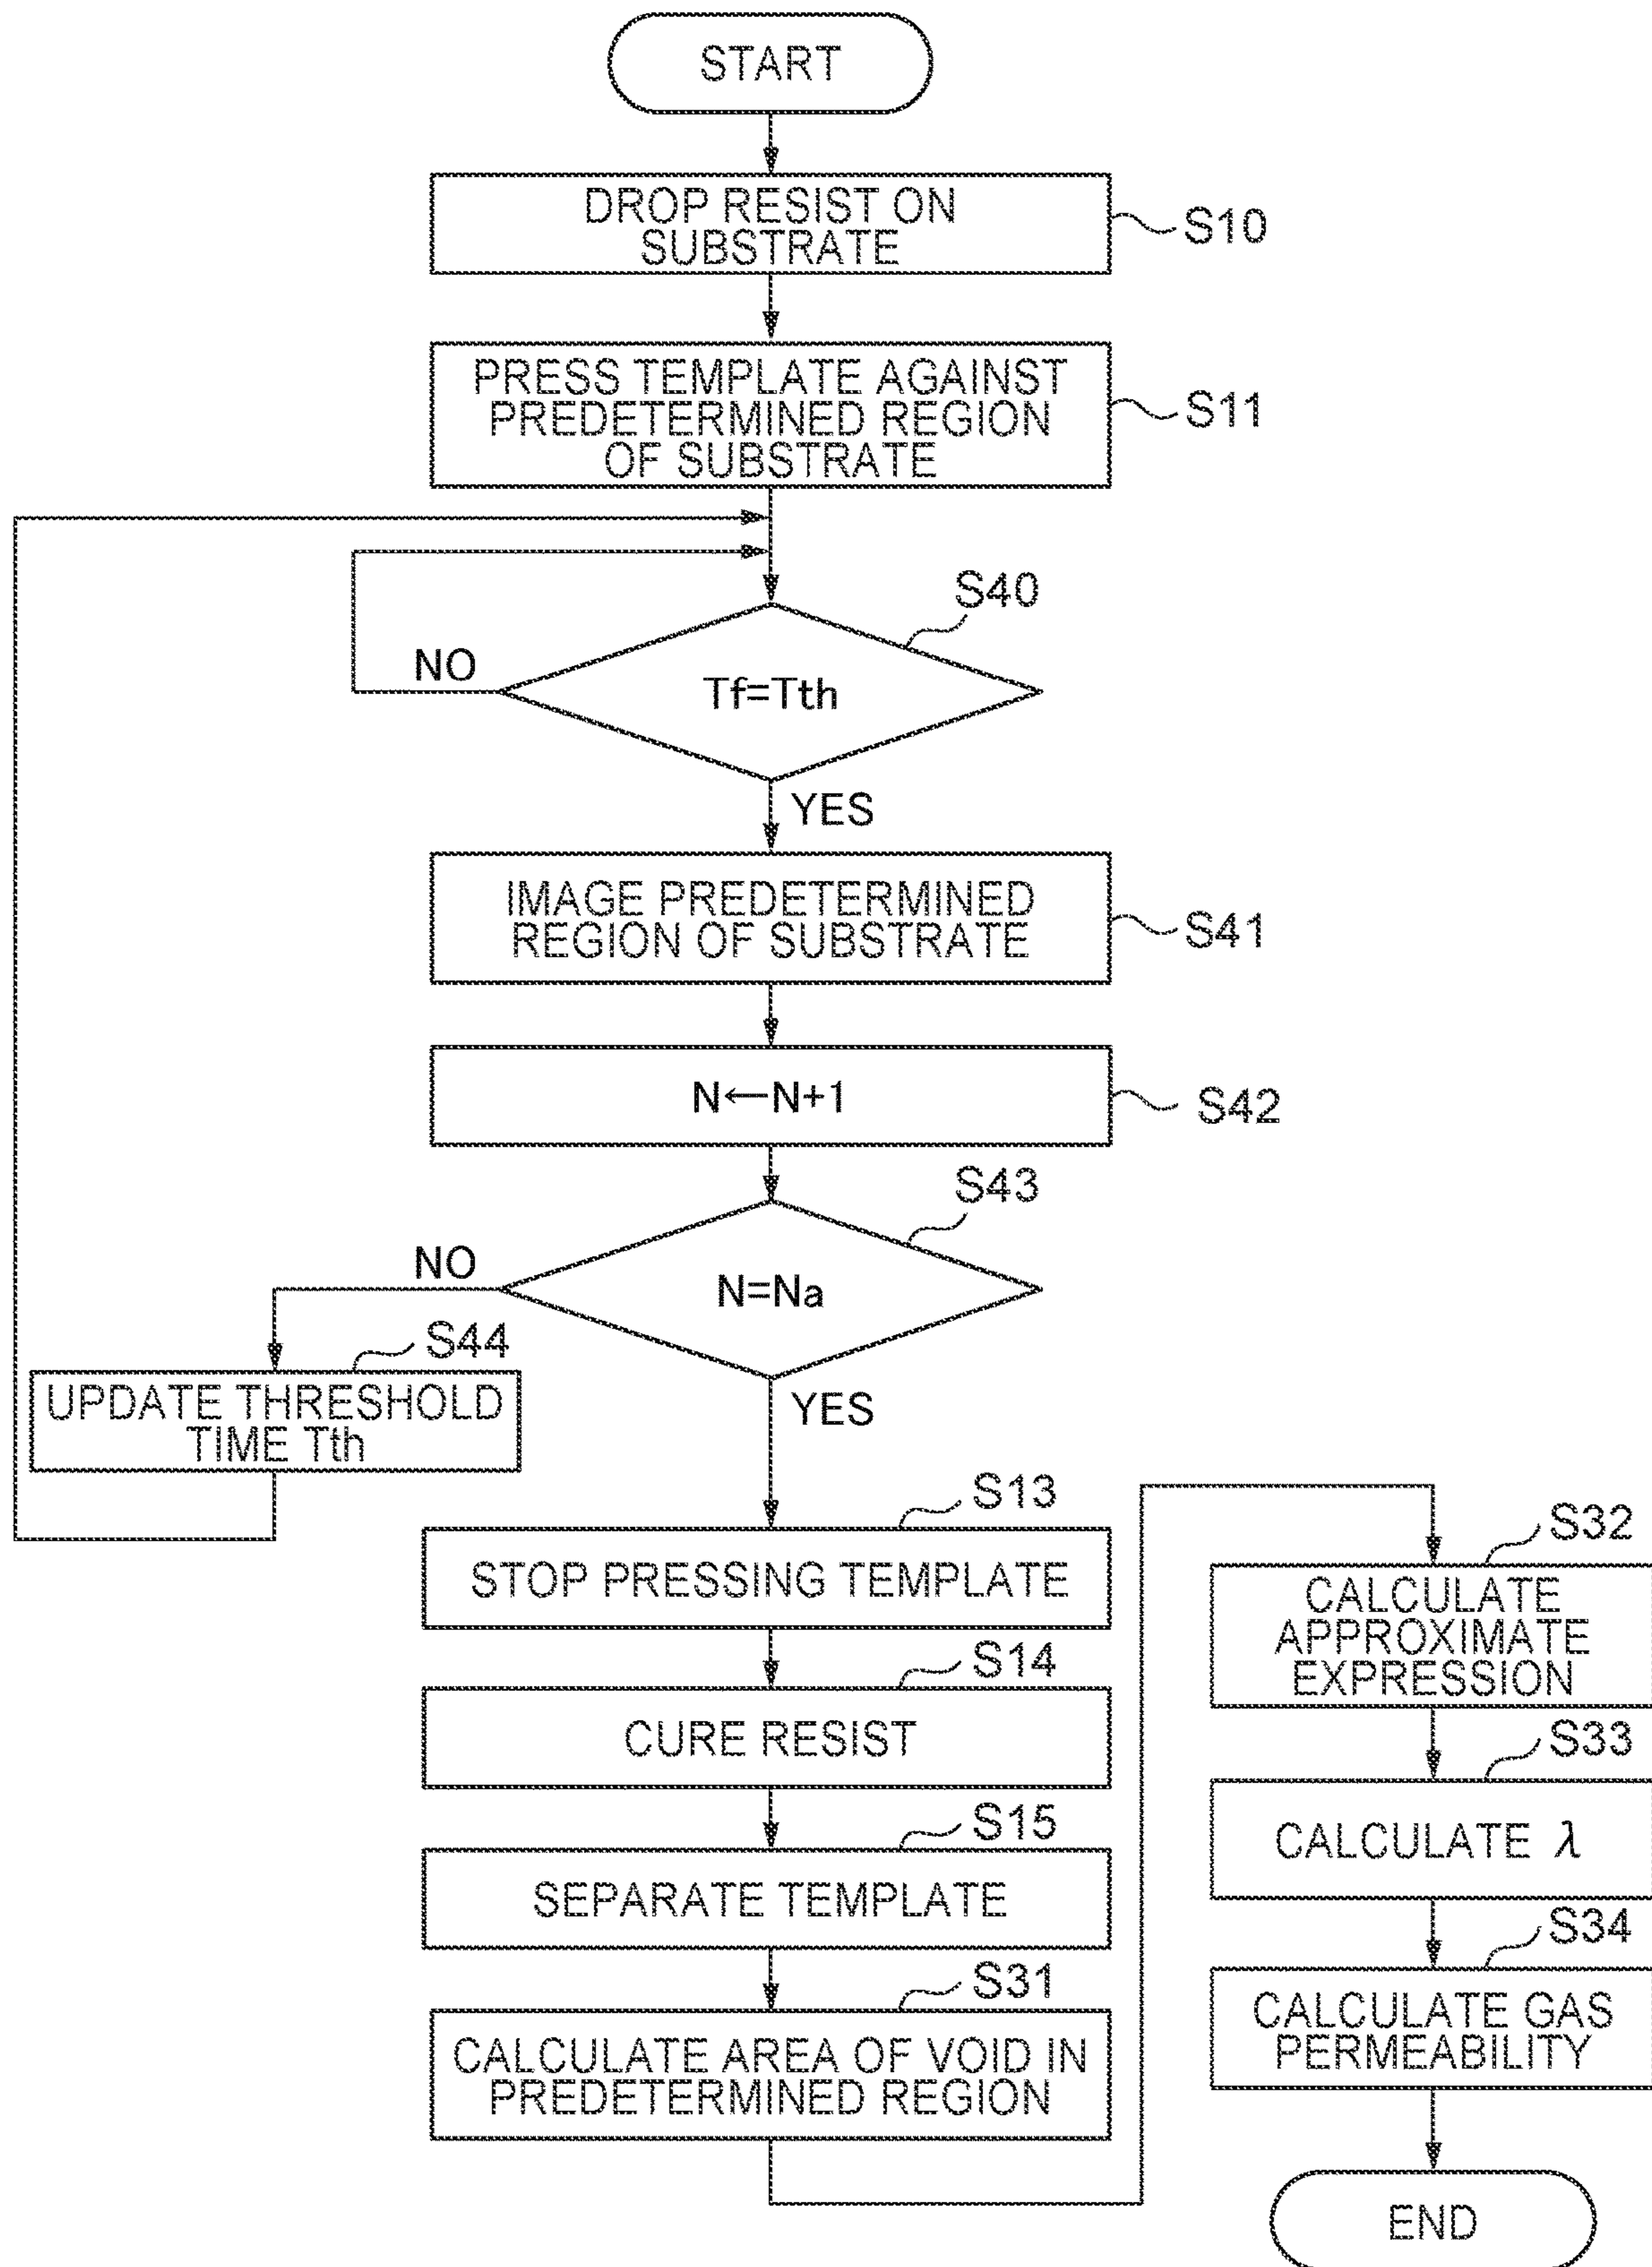 START
DROP RESIST ON
SUBSTRATE
S10
PRESS TEMPLATE AGAINST
PREDETERMINED REGION
OF SUBSTRATE
S11
S40
NO
Tf=Tth
YES
IMAGE PREDETERMINED
REGION OF SUBSTRATE
S41
N←N+1
S42
S43
NO
N=Na
S44
UPDATE THRESHOLD
TIME Tth
YES
S13
STOP PRESSING TEMPLATE
S14
CURE RESIST
S15
SEPARATE TEMPLATE
S31
CALCULATE AREA OF VOID IN
PREDETERMINED REGION
S32
CALCULATE
APPROXIMATE
EXPRESSION
S33
CALCULATE λ
S34
CALCULATE GAS
PERMEABILITY
END